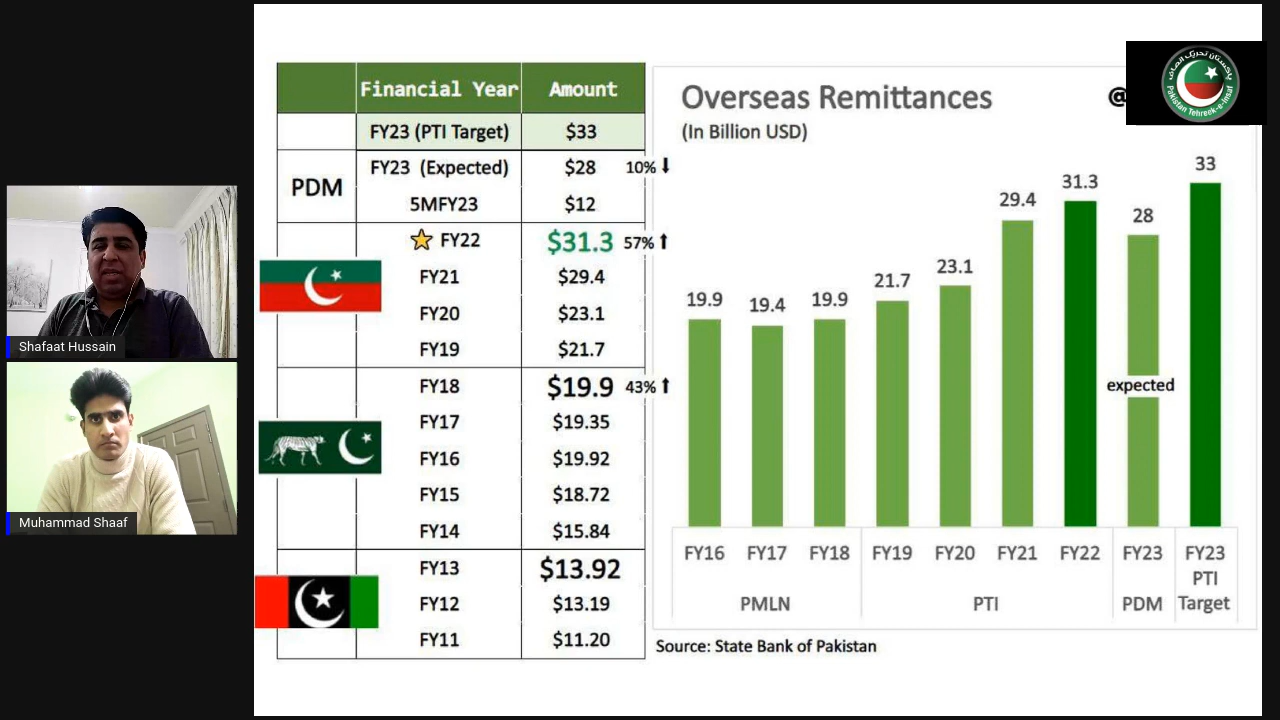 Financial Year Amount
FY23 (PTI Target) $33
PDM
FY23 (Expected) $28 10% ⬇
5MFY23 $12
⭐ FY22 $31.3 57% ⬆
FY21 $29.4
FY20 $23.1
FY19 $21.7
FY18 $19.9 43% ⬆
FY17 $19.35
FY16 $19.92
FY15 $18.72
FY14 $15.84
FY13 $13.92
FY12 $13.19
FY11 $11.20
Overseas Remittances
(In Billion USD)
@
پاکستان تحریک انصاف
Pakistan Tehreek-e-Insaf
19.9 19.4 19.9 21.7 23.1 29.4 31.3 28 33
expected
FY16 FY17 FY18 FY19 FY20 FY21 FY22 FY23 FY23
PTI
Target
PMLN PTI PDM
Source: State Bank of Pakistan
Shafaat Hussain
Muhammad Shaaf